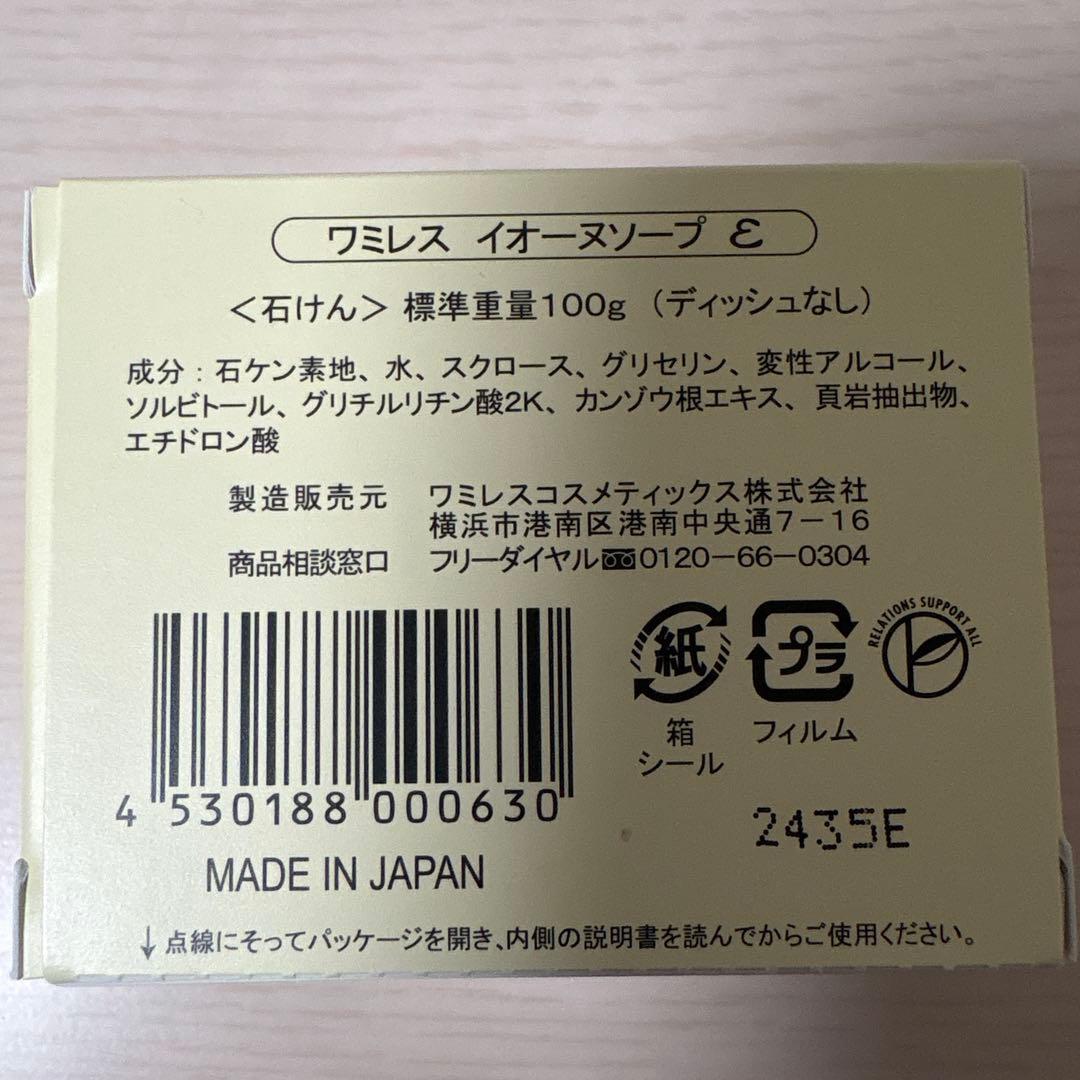 ワミレス イオーヌソープ ε
<石けん> 標準重量100g (ディッシュなし)
成分:石ケン素地、水、スクロース、グリセリン、変性アルコール、
ソルビトール、グリチルリチン酸2K、カンゾウ根エキス、頁岩抽出物、
エチドロン酸
製造販売元 ワミレスコスメティックス株式会社
横浜市港南区港南中央通7-16
商品相談窓口 フリーダイヤル0120-66-0304
紙
プラ
RELATIONS SUPPORT ALL
箱
シール
フィルム
4 530188 000630
2435E
MADE IN JAPAN
↓点線にそってパッケージを開き、内側の説明書を読んでからご使用ください。